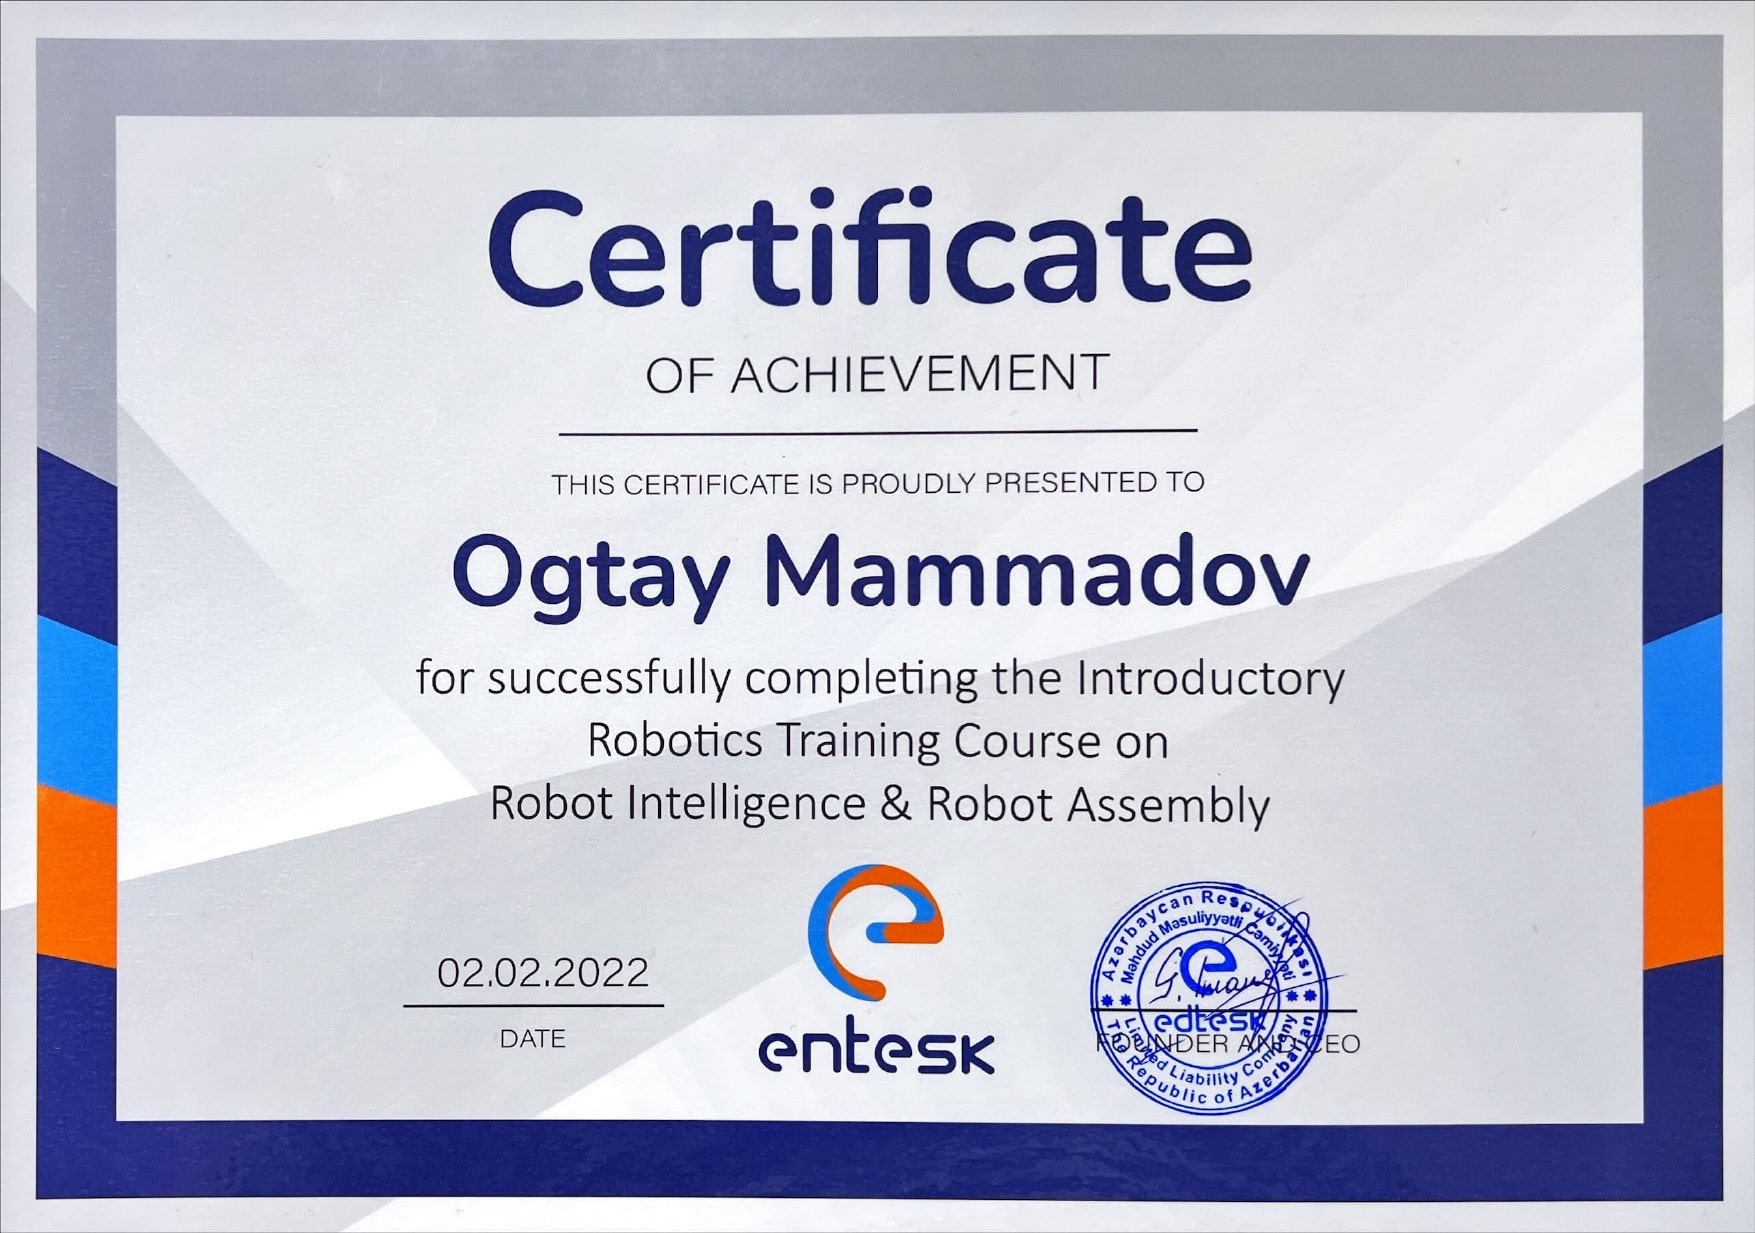 Certificate
OF ACHIEVEMENT
THIS CERTIFICATE IS PROUDLY PRESENTED TO
Ogtay Mammadov
for successfully completing the Introductory
Robotics Training Course on
Robot Intelligence & Robot Assembly
02.02.2022
DATE
entesk
Azərbaycan Respublikası
Məhdud Məsuliyyətli Cəmiyyəti
edtesk
Limited Liability Company
The Republic of Azerbaijan
FOUNDER AND CEO